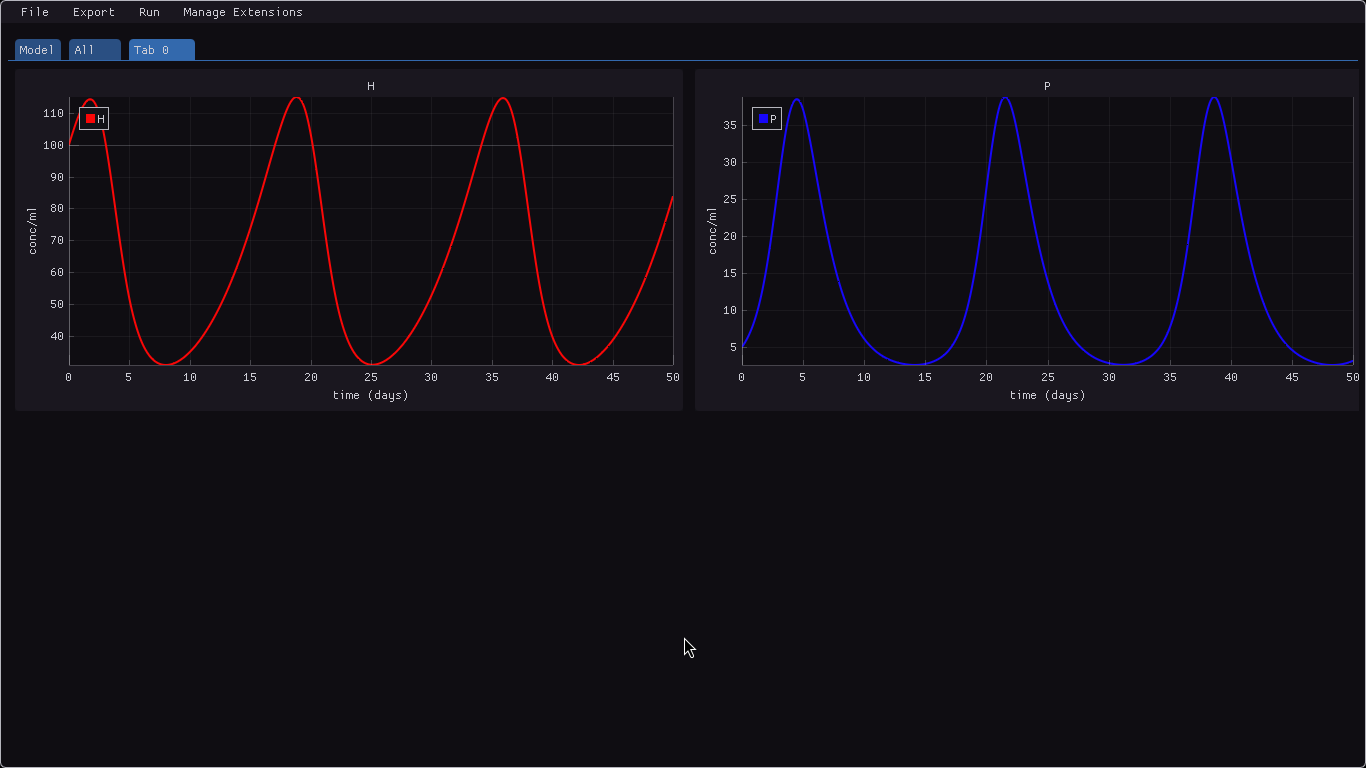 File Export Run Manage Extensions
Model All Tab 0
H
110
100
90
80
70
60
50
40
conc/ml
H
0 5 10 15 20 25 30 35 40 45 50
time (days)
P
35
30
25
20
15
10
5
conc/ml
P
0 5 10 15 20 25 30 35 40 45 50
time (days)